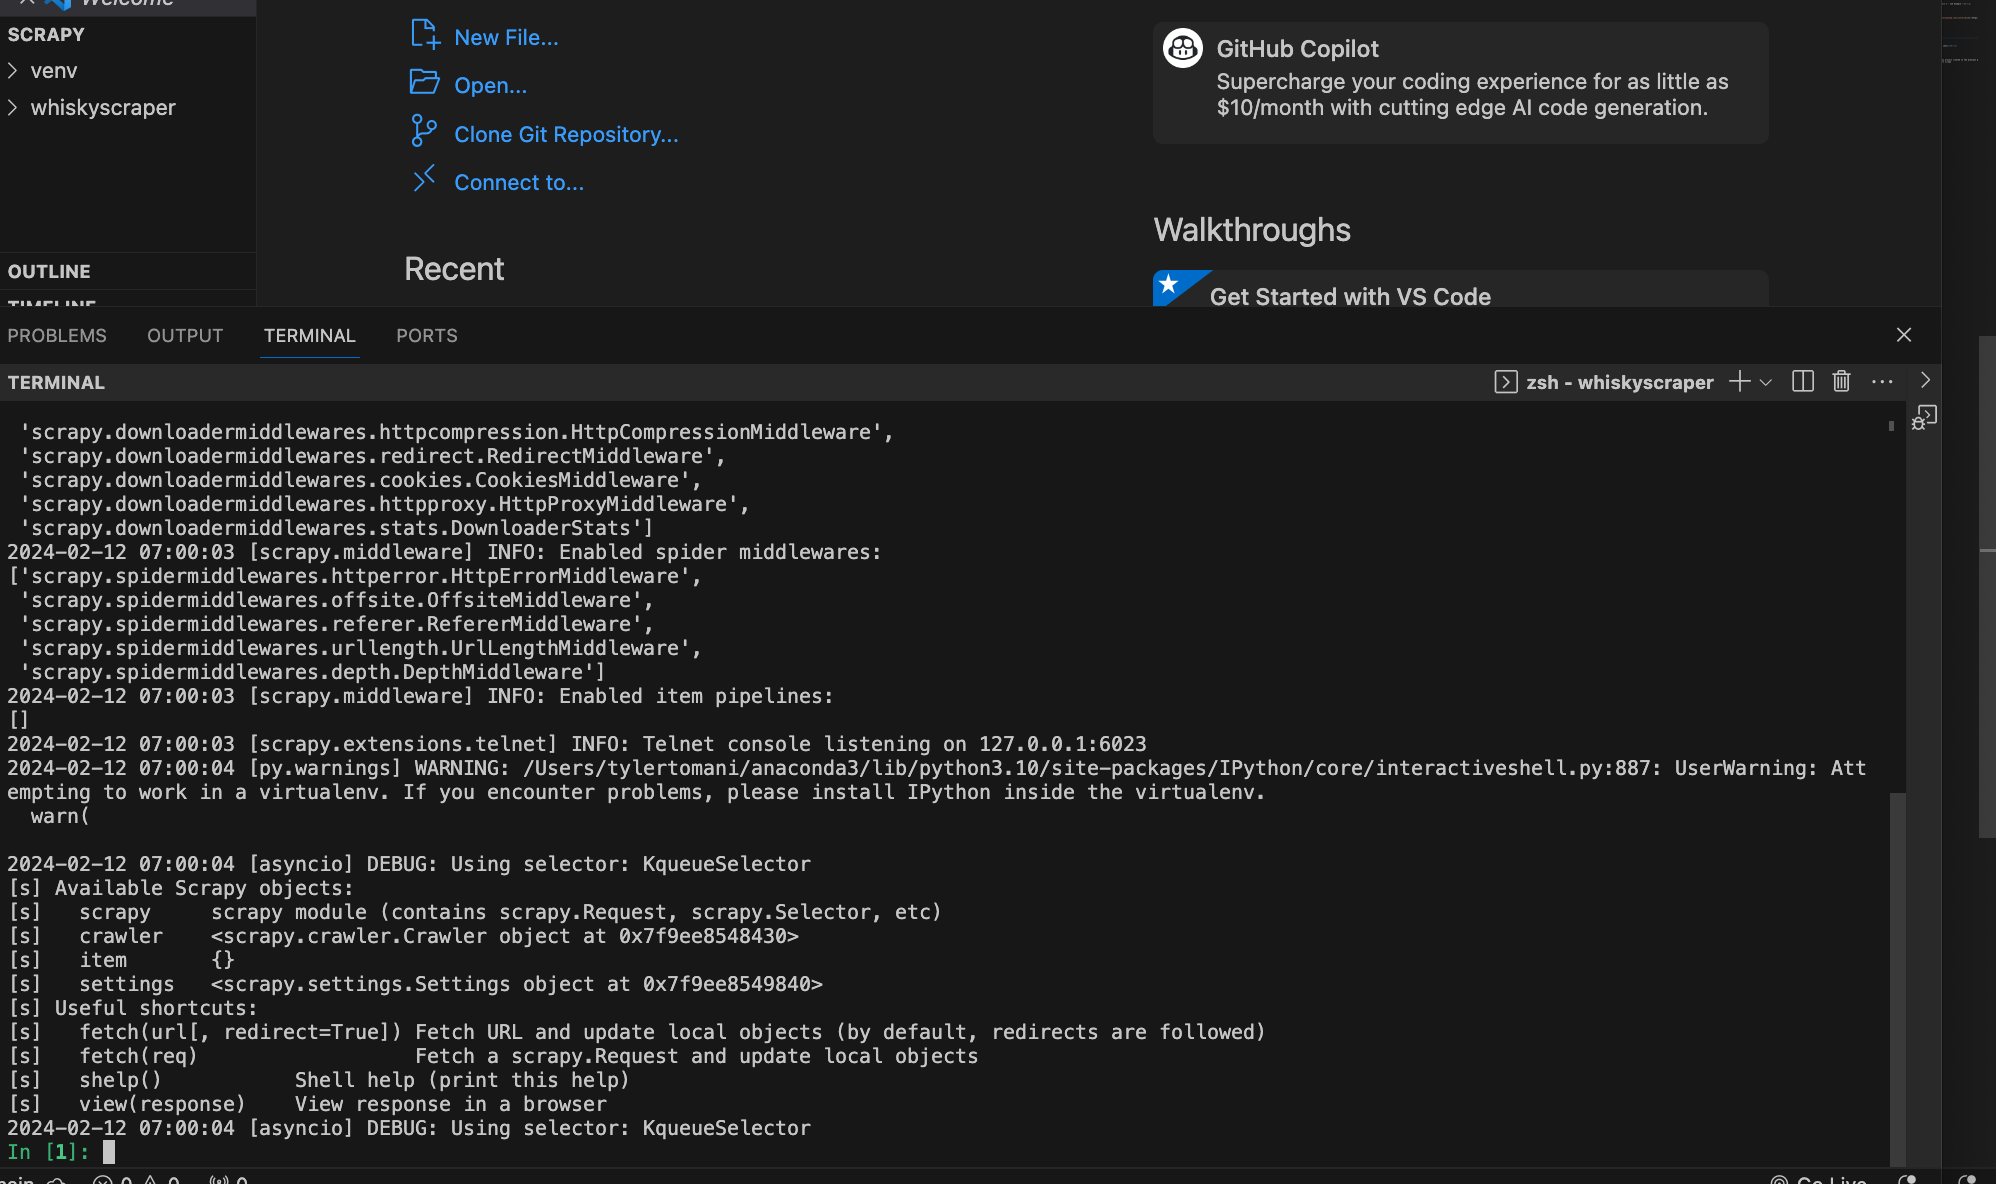 Welcome
SCRAPY
venv
whiskyscraper
OUTLINE
TIMELINE
New File...
Open...
Clone Git Repository...
Connect to...
Recent
GitHub Copilot
Supercharge your coding experience for as little as
$10/month with cutting edge AI code generation.
Walkthroughs
Get Started with VS Code
PROBLEMS OUTPUT TERMINAL PORTS
TERMINAL
zsh - whiskyscraper
'scrapy.downloadermiddlewares.httpcompression.HttpCompressionMiddleware',
'scrapy.downloadermiddlewares.redirect.RedirectMiddleware',
'scrapy.downloadermiddlewares.cookies.CookiesMiddleware',
'scrapy.downloadermiddlewares.httpproxy.HttpProxyMiddleware',
'scrapy.downloadermiddlewares.stats.DownloaderStats']
2024-02-12 07:00:03 [scrapy.middleware] INFO: Enabled spider middlewares:
['scrapy.spidermiddlewares.httperror.HttpErrorMiddleware',
'scrapy.spidermiddlewares.offsite.OffsiteMiddleware',
'scrapy.spidermiddlewares.referer.RefererMiddleware',
'scrapy.spidermiddlewares.urllength.UrlLengthMiddleware',
'scrapy.spidermiddlewares.depth.DepthMiddleware']
2024-02-12 07:00:03 [scrapy.middleware] INFO: Enabled item pipelines:
[]
2024-02-12 07:00:03 [scrapy.extensions.telnet] INFO: Telnet console listening on 127.0.0.1:6023
2024-02-12 07:00:04 [py.warnings] WARNING: /Users/tylertomani/anaconda3/lib/python3.10/site-packages/IPython/core/interactiveshell.py:887: UserWarning: Att
empting to work in a virtualenv. If you encounter problems, please install IPython inside the virtualenv.
warn(
2024-02-12 07:00:04 [asyncio] DEBUG: Using selector: KqueueSelector
[s] Available Scrapy objects:
[s] scrapy scrapy module (contains scrapy.Request, scrapy.Selector, etc)
[s] crawler <scrapy.crawler.Crawler object at 0x7f9ee8548430>
[s] item {}
[s] settings <scrapy.settings.Settings object at 0x7f9ee8549840>
[s] Useful shortcuts:
[s] fetch(url[, redirect=True]) Fetch URL and update local objects (by default, redirects are followed)
[s] fetch(req) Fetch a scrapy.Request and update local objects
[s] shelp() Shell help (print this help)
[s] view(response) View response in a browser
2024-02-12 07:00:04 [asyncio] DEBUG: Using selector: KqueueSelector
In [1]:
0 0 0 Go Live